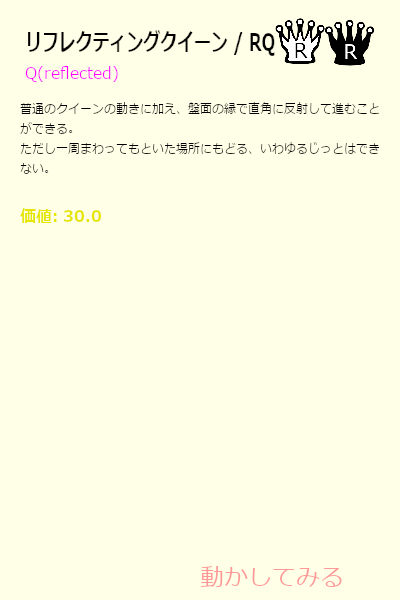 リフレクティングクイーン / RQ
R R
Q(reflected)
普通のクイーンの動きに加え、盤面の縁で直角に反射して進むこと
ができる。
ただし一周まわってもといた場所にもどる、いわゆるじっとはでき
ない。
価値: 30.0
動かしてみる